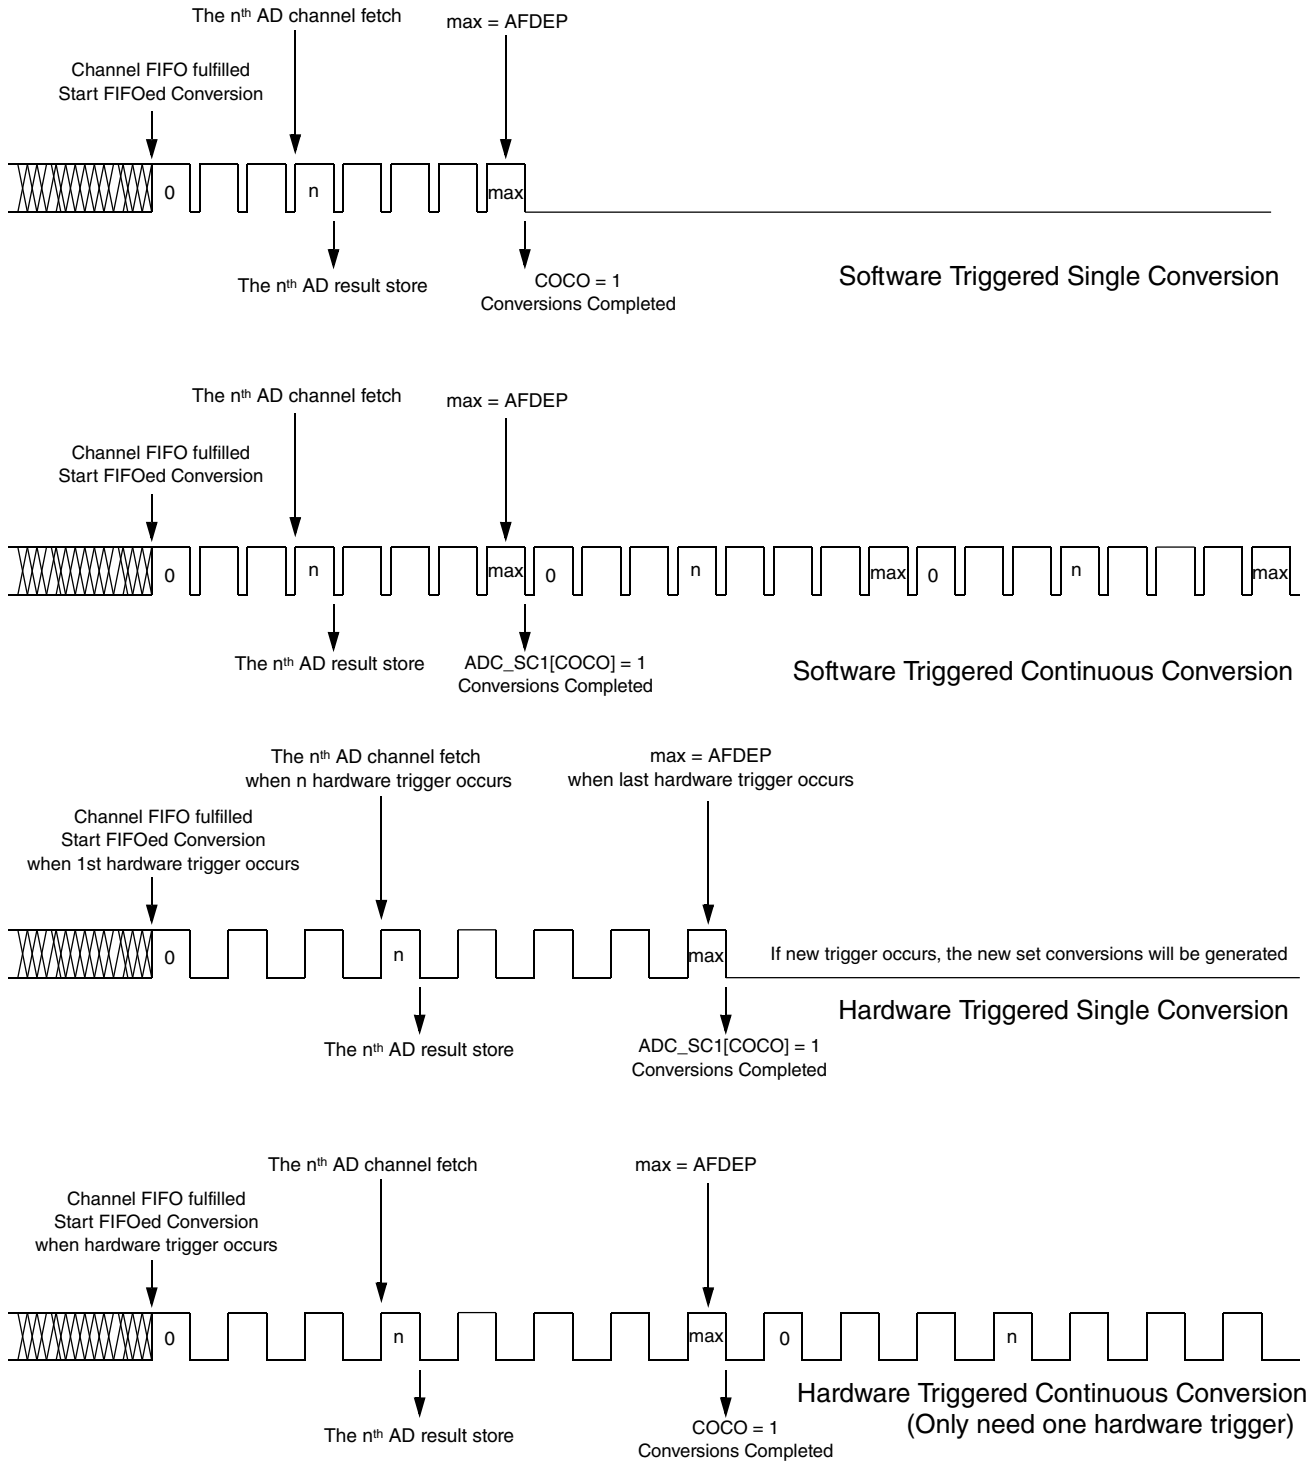 The nth AD channel fetch
max = AFDEP
Channel FIFO fulfilled
Start FIFOed Conversion
0
n
max
The nth AD result store
COCO = 1
Conversions Completed
Software Triggered Single Conversion
The nth AD channel fetch
max = AFDEP
Channel FIFO fulfilled
Start FIFOed Conversion
0
n
max
0
n
max
0
n
max
The nth AD result store
ADC_SC1[COCO] = 1
Conversions Completed
Software Triggered Continuous Conversion
The nth AD channel fetch
when n hardware trigger occurs
max = AFDEP
when last hardware trigger occurs
Channel FIFO fulfilled
Start FIFOed Conversion
when 1st hardware trigger occurs
0
n
max
If new trigger occurs, the new set conversions will be generated
Hardware Triggered Single Conversion
The nth AD result store
ADC_SC1[COCO] = 1
Conversions Completed
The nth AD channel fetch
max = AFDEP
Channel FIFO fulfilled
Start FIFOed Conversion
when hardware trigger occurs
0
n
max
0
n
The nth AD result store
COCO = 1
Conversions Completed
Hardware Triggered Continuous Conversion
(Only need one hardware trigger)